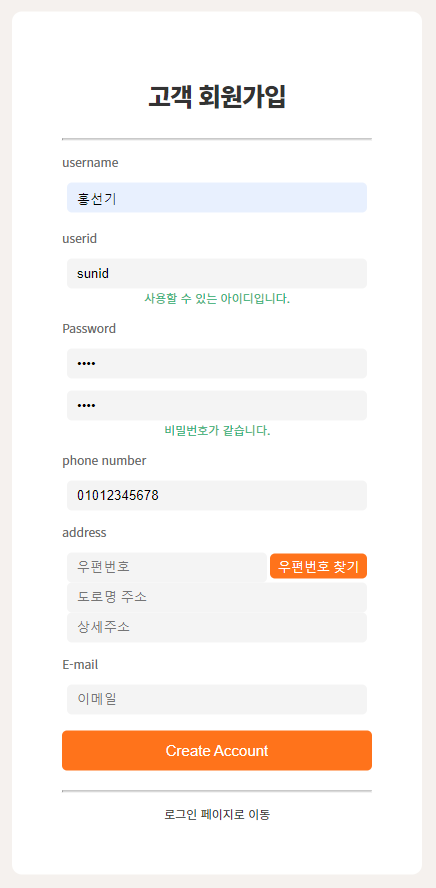 고객 회원가입
username
홍선기
userid
sunid
사용할 수 있는 아이디입니다.
Password
••••
••••
비밀번호가 같습니다.
phone number
01012345678
address
우편번호 우편번호 찾기
도로명 주소
상세주소
E-mail
이메일
Create Account
로그인 페이지로 이동